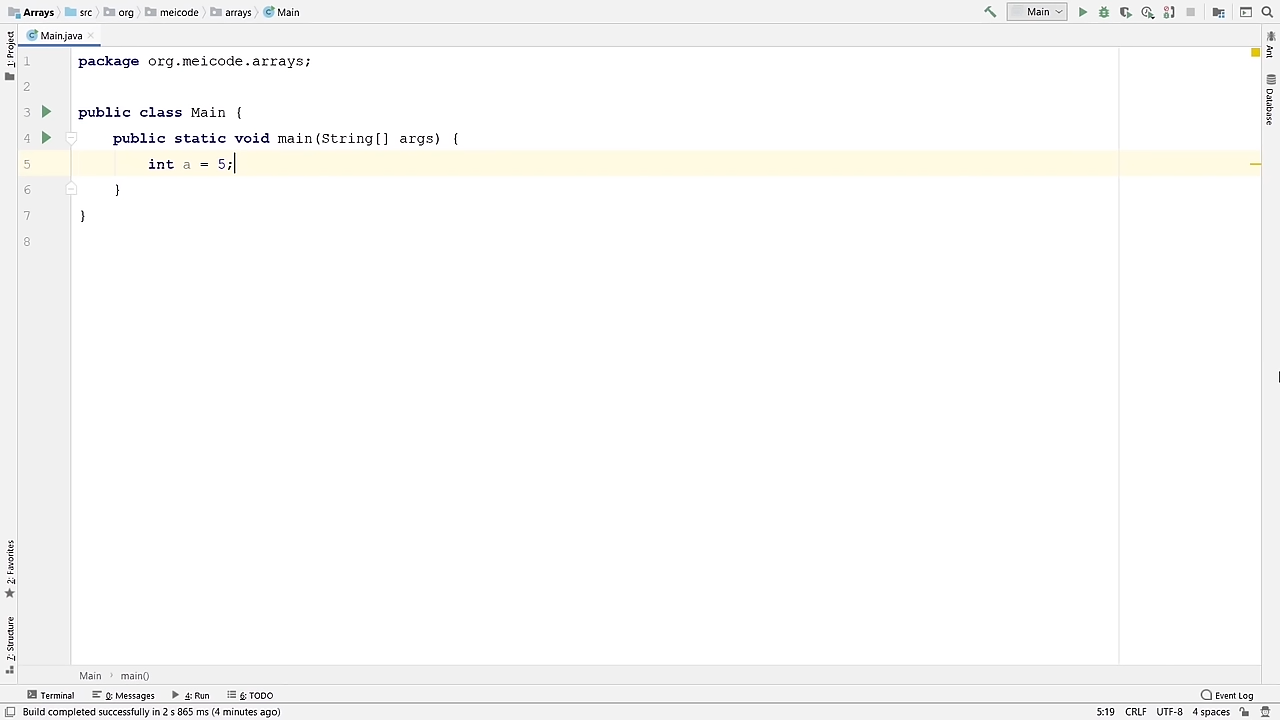 Arrays src org meicode arrays Main
Main
Main.java
1 package org.meicode.arrays;
2
3 public class Main {
4 public static void main(String[] args) {
5 int a = 5;
6 }
7 }
8
1: Project
2: Favorites
7: Structure
Ant
Database
Main main()
Terminal 0: Messages 4: Run 6: TODO Event Log
Build completed successfully in 2 s 865 ms (4 minutes ago) 5:19 CRLF UTF-8 4 spaces